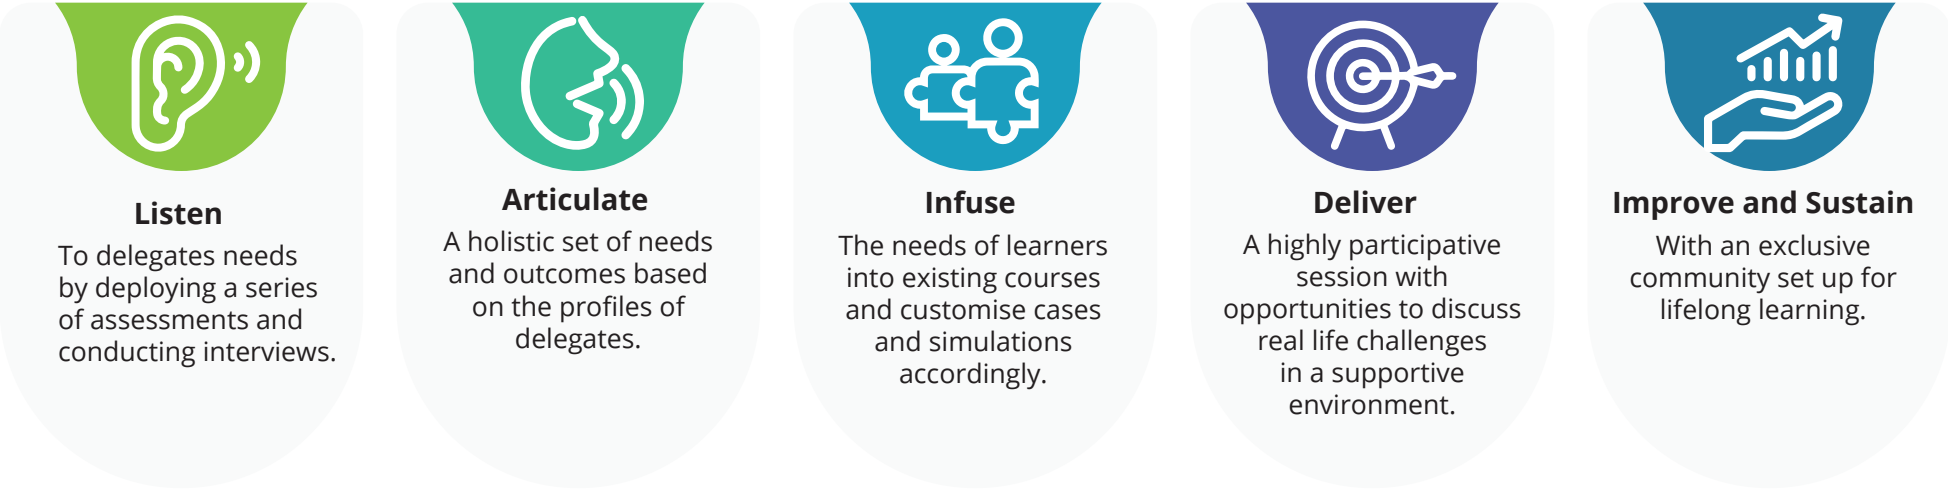 Listen
To delegates needs
by deploying a series
of assessments and
conducting interviews.
Articulate
A holistic set of needs
and outcomes based
on the profiles of
delegates.
Infuse
The needs of learners
into existing courses
and customise cases
and simulations
accordingly.
Deliver
A highly participative
session with
opportunities to discuss
real life challenges
in a supportive
environment.
Improve and Sustain
With an exclusive
community set up for
lifelong learning.